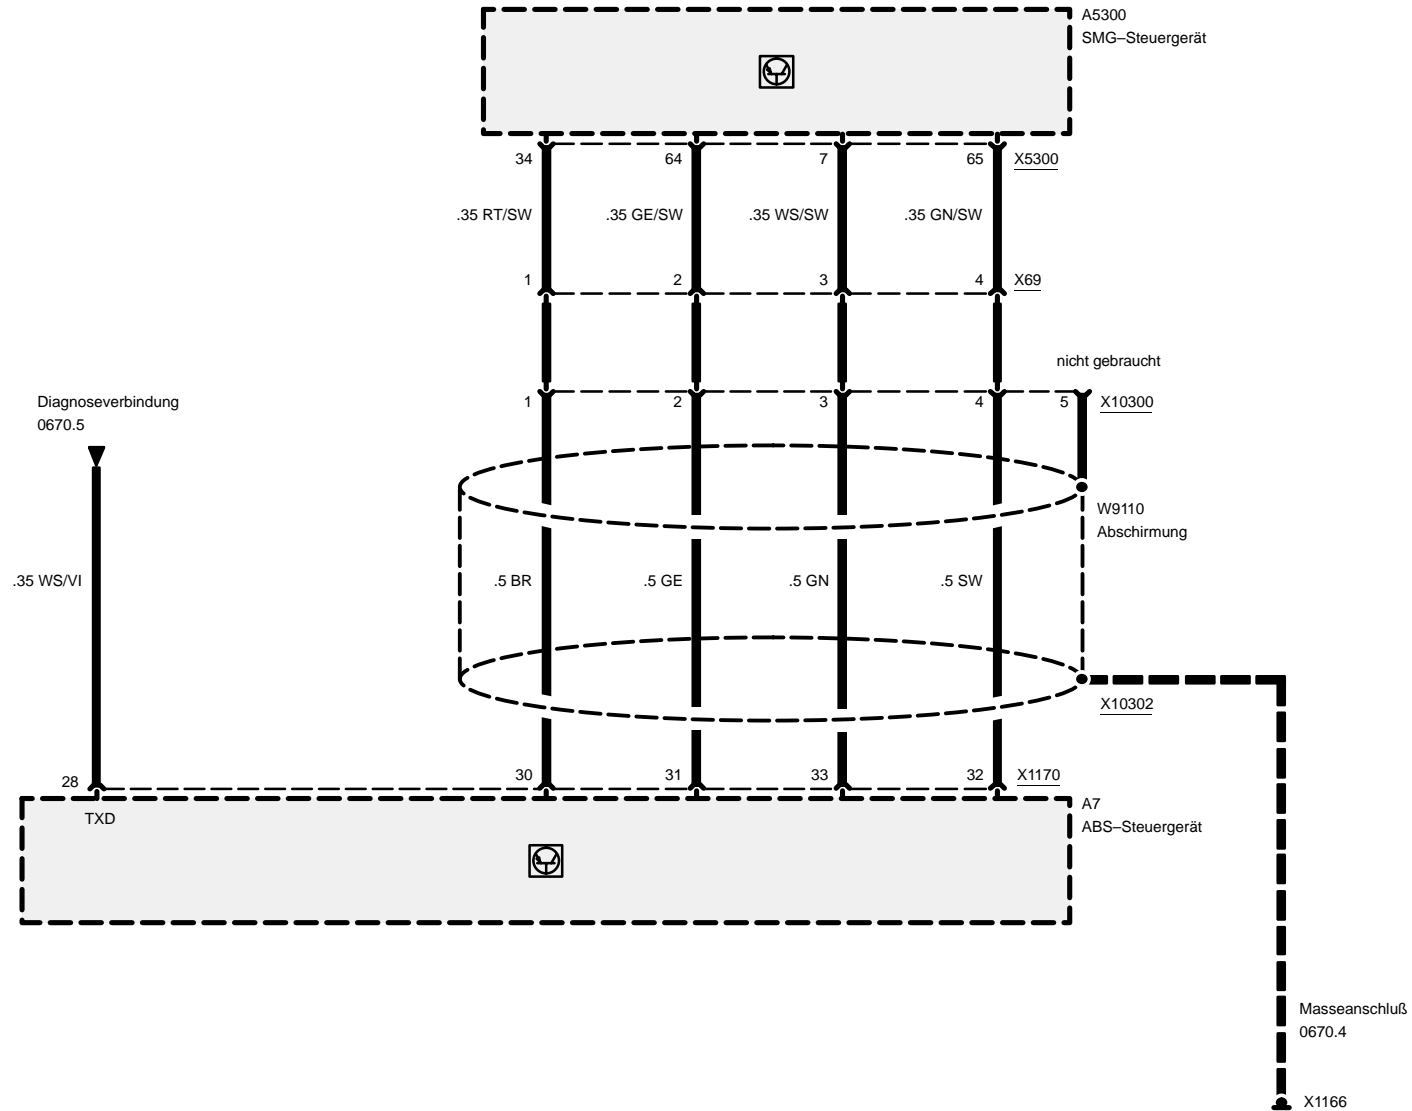 A5300
SMG–Steuergerät
34 64 7 65 X5300
.35 RT/SW .35 GE/SW .35 WS/SW .35 GN/SW
1 2 3 4 X69
nicht gebraucht
1 2 3 4 5 X10300
Diagnoseverbindung
0670.5
W9110
Abschirmung
.35 WS/VI .5 BR .5 GE .5 GN .5 SW
X10302
28 30 31 33 32 X1170
A7
TXD
ABS–Steuergerät
Masseanschluß
0670.4
X1166